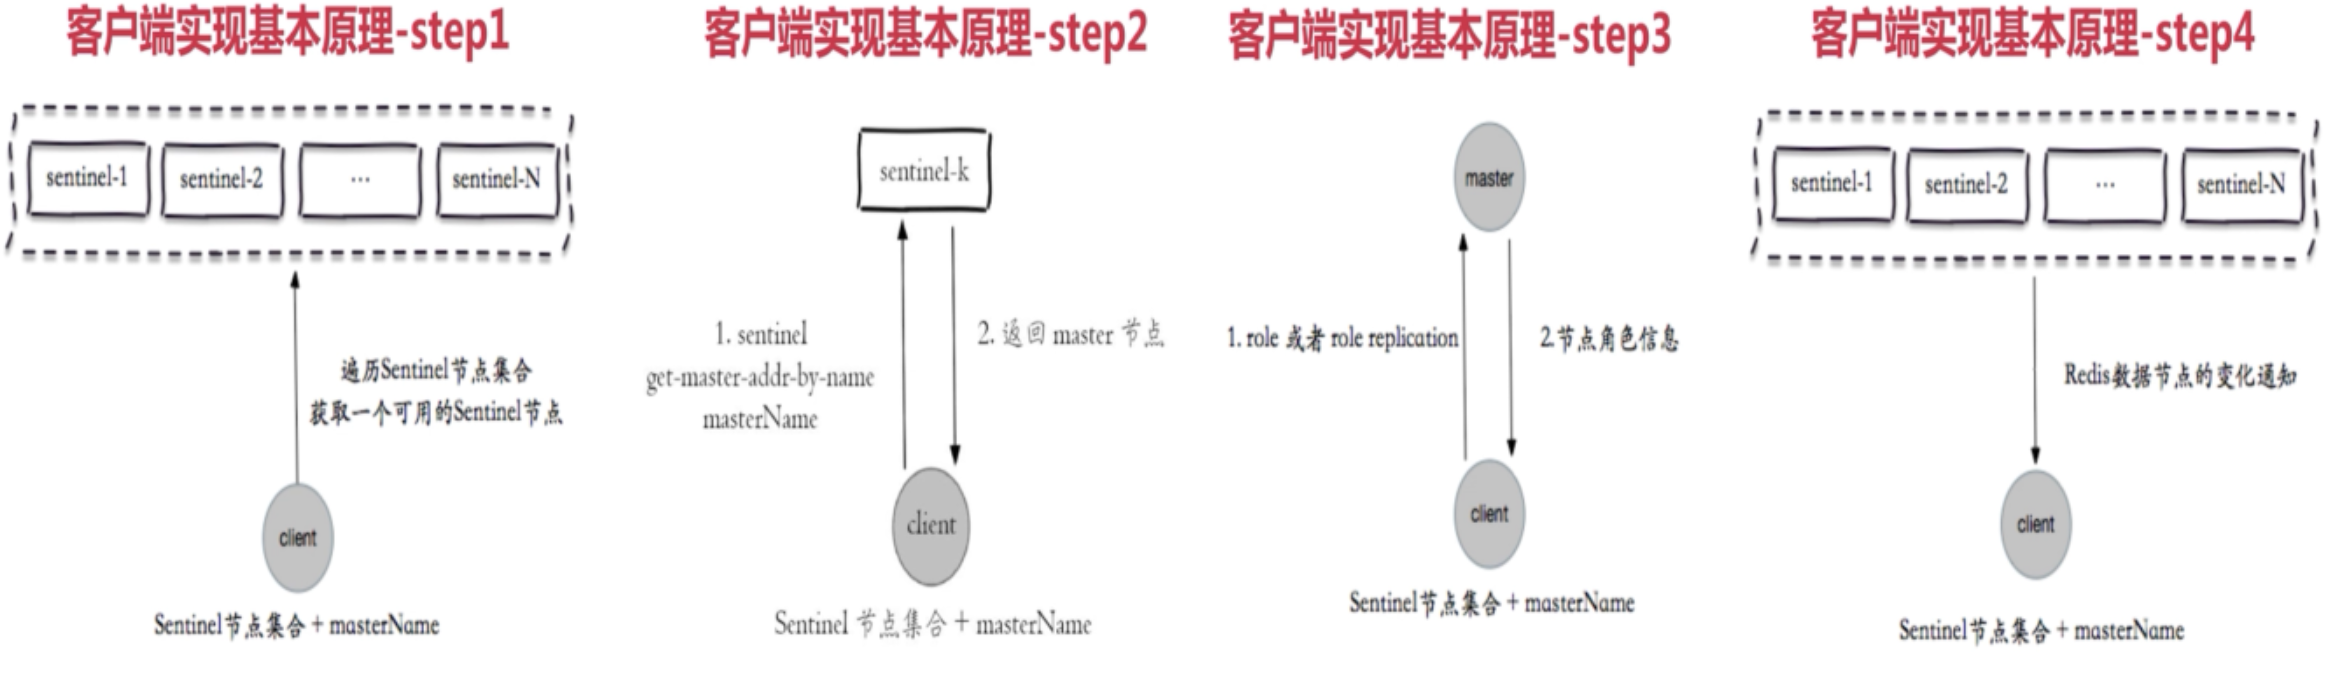 客户端实现基本原理-step1
sentinel-1
sentinel-2
...
sentinel-N
遍历Sentinel节点集合
获取一个可用的Sentinel节点
client
Sentinel节点集合 + masterName
客户端实现基本原理-step2
sentinel-k
1. sentinel
get-master-addr-by-name
masterName
2. 返回 master 节点
client
Sentinel 节点集合 + masterName
客户端实现基本原理-step3
master
1. role 或者 role replication
2.节点角色信息
client
Sentinel节点集合 + masterName
客户端实现基本原理-step4
sentinel-1
sentinel-2
...
sentinel-N
Redis数据节点的变化通知
client
Sentinel节点集合 + masterName